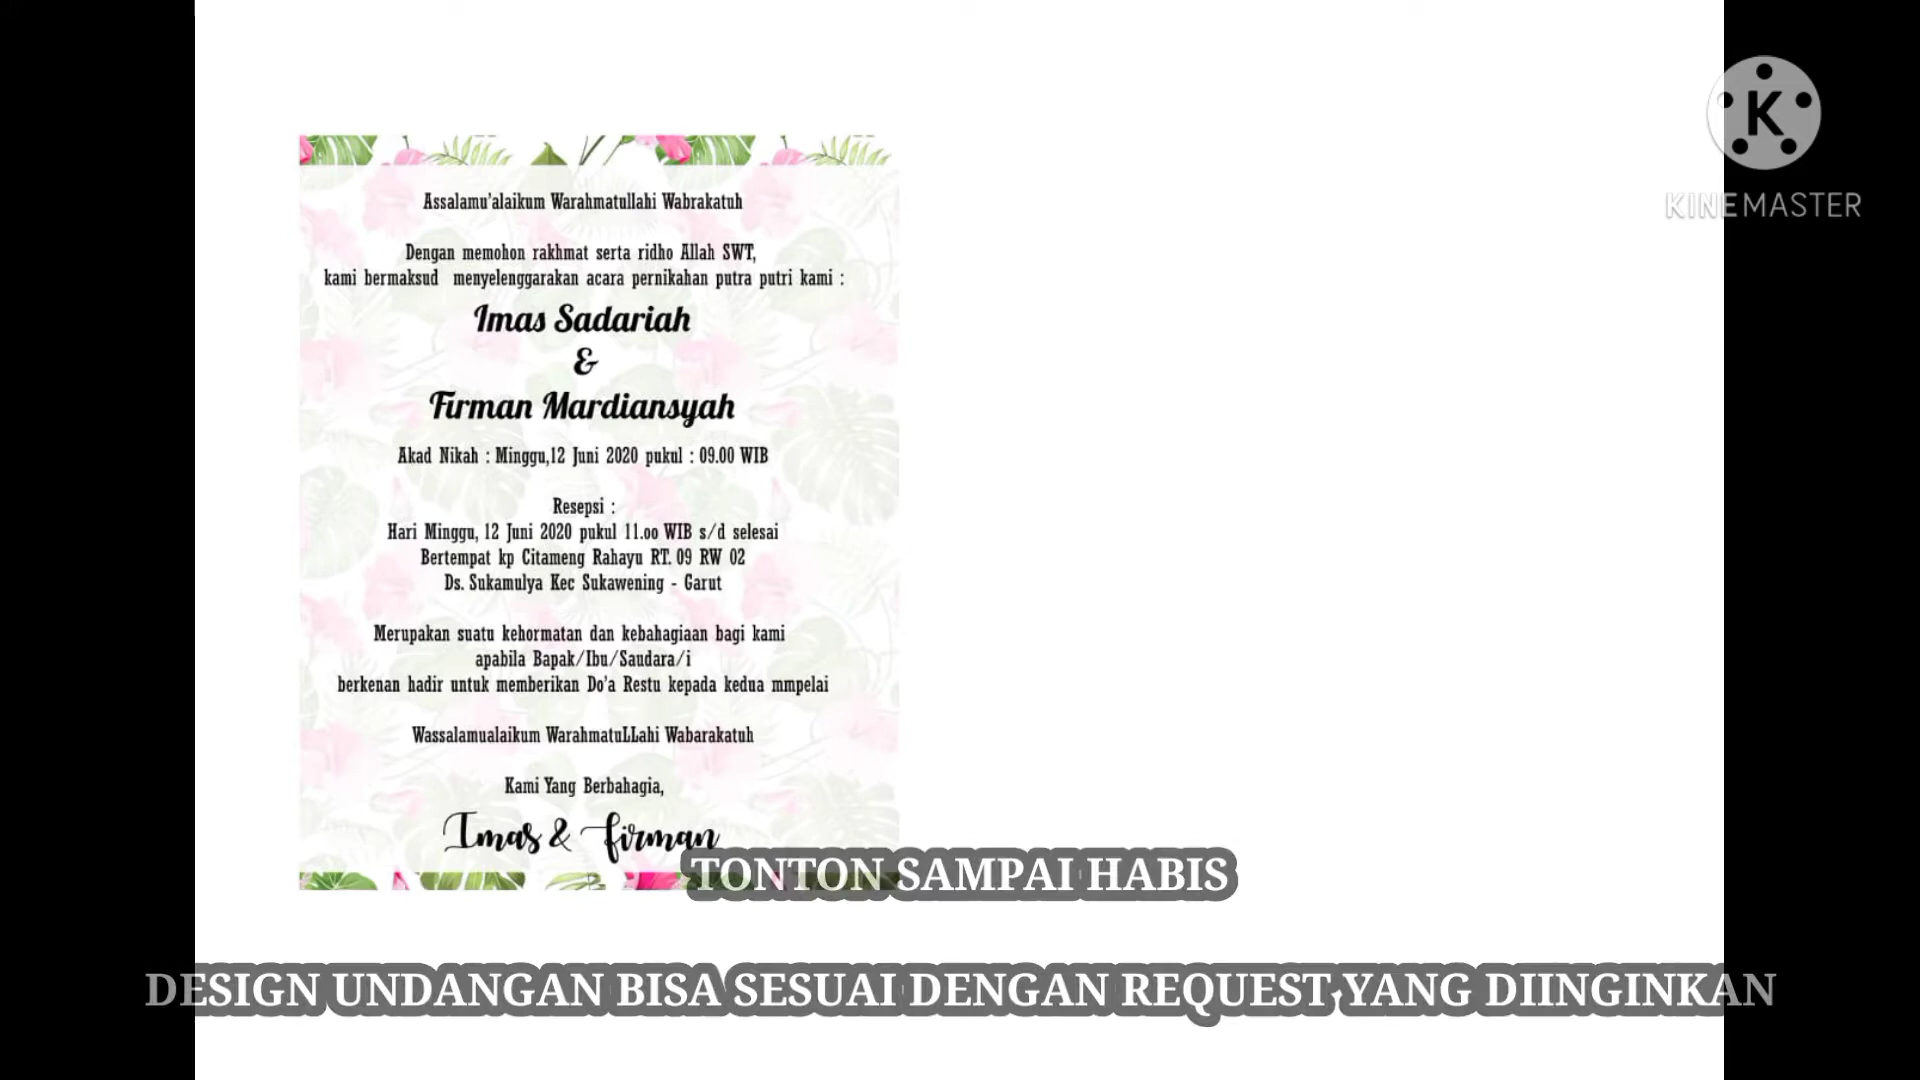 Assalamu'alaikum Warahmatullahi Wabrakatuh
Dengan memohon rakhmat serta ridho Allah SWT,
kami bermaksud menyelenggarakan acara pernikahan putra putri kami :
Imas Sadariah
&
Firman Mardiansyah
Akad Nikah : Minggu,12 Juni 2020 pukul : 09.00 WIB
Resepsi :
Hari Minggu, 12 Juni 2020 pukul 11.oo WIB s/d selesai
Bertempat kp Citameng Rahayu RT. 09 RW 02
Ds. Sukamulya Kec Sukawening - Garut
Merupakan suatu kehormatan dan kebahagiaan bagi kami
apabila Bapak/Ibu/Saudara/i
berkenan hadir untuk memberikan Do'a Restu kepada kedua mmpelai
Wassalamualaikum WarahmatuLLahi Wabarakatuh
Kami Yang Berbahagia,
Imas & firman
TONTON SAMPAI HABIS
DESIGN UNDANGAN BISA SESUAI DENGAN REQUEST YANG DIINGINKAN
K
KINEMASTER